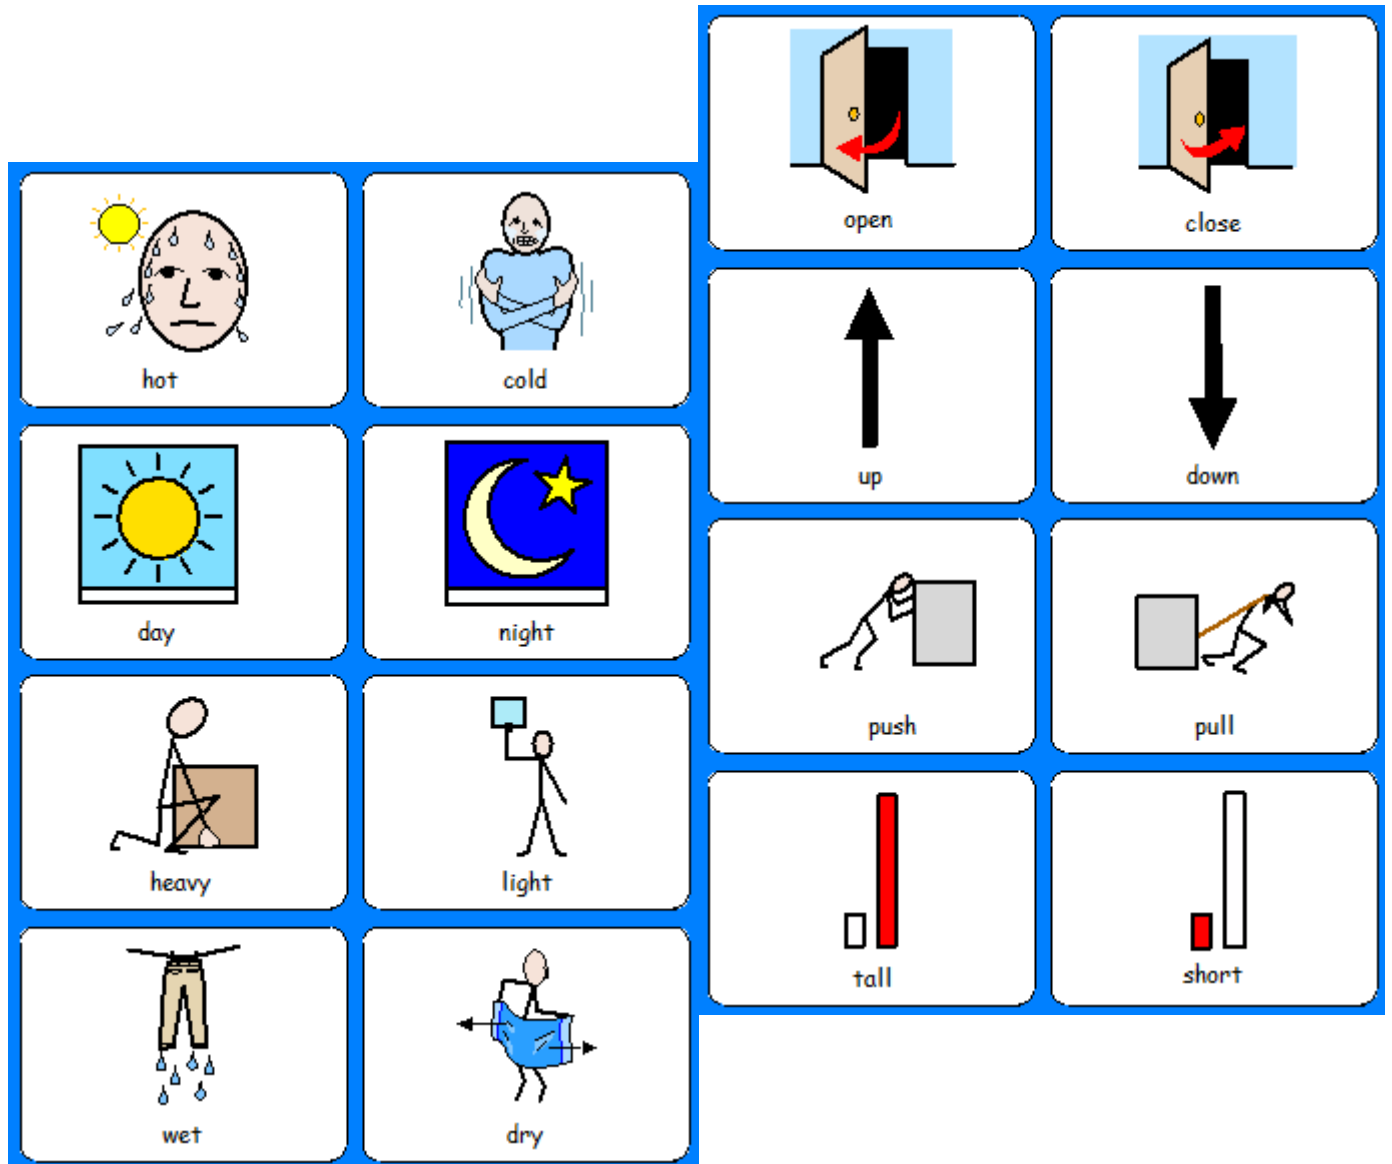 hot
cold
day
night
heavy
light
wet
dry
open
close
up
down
push
pull
tall
short